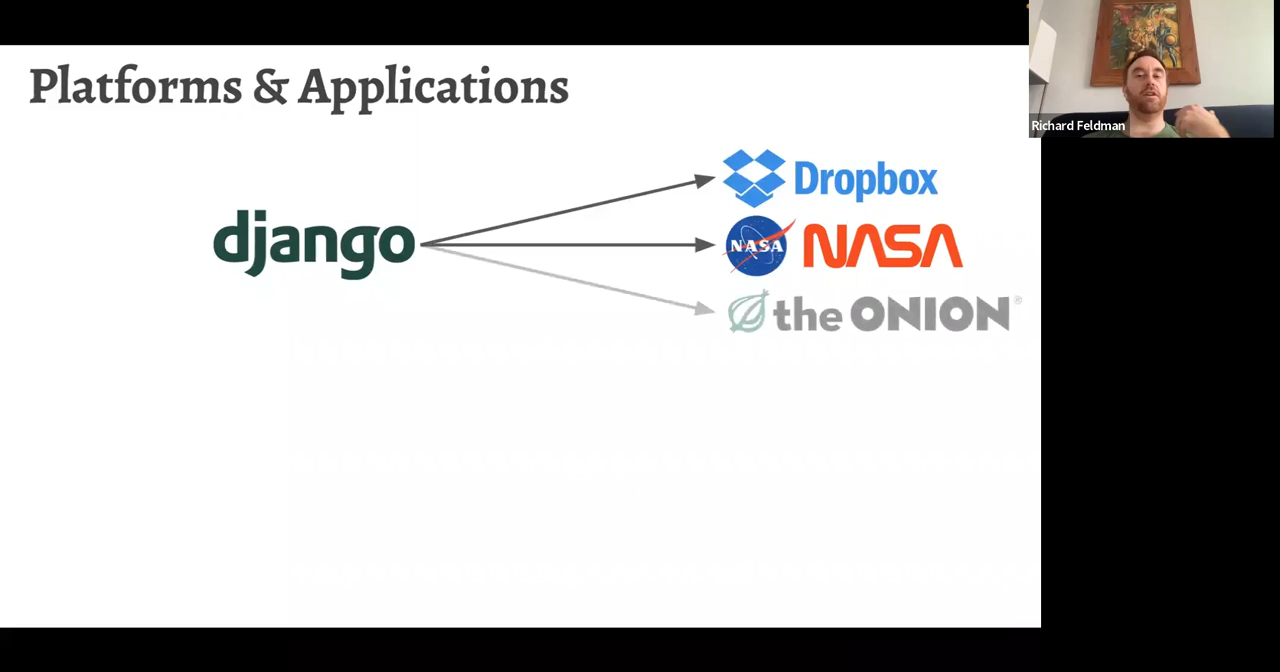 Platforms & Applications
Richard Feldman
django
Dropbox
NASA NASA
the ONION®